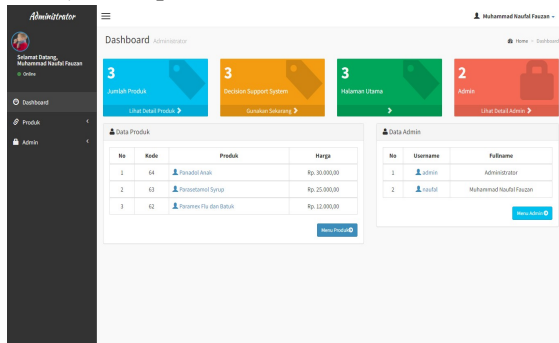 Administrator
Muhammad Naufal Fauzan
Selamat Datang,
Muhammad Naufal Fauzan
Online
Dashboard
Produk
Admin
Dashboard Administrator
Home > Dashboard
3
Jumlah Produk
Lihat Detail Produk
3
Decision Support System
Gunakan Sekarang
3
Halaman Utama
2
Admin
Lihat Detail Admin
Data Produk
No Kode Produk Harga
1 64 Panadol Anak Rp. 30.000,00
2 63 Parasetamol Syrup Rp. 25.000,00
3 62 Paramex Flu dan Batuk Rp. 12.000,00
Menu Produk
Data Admin
No Username Fullname
1 admin Administrator
2 naufal Muhammad Naufal Fauzan
Menu Admin